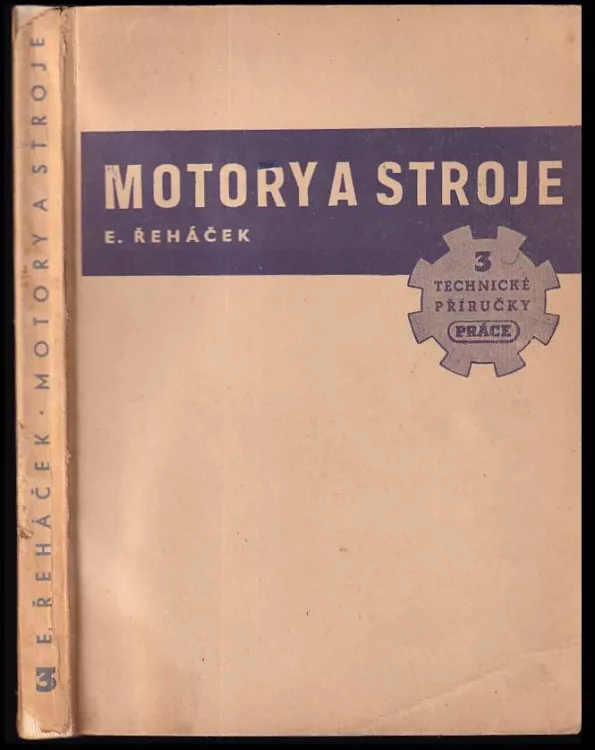 MOTORY A STROJE
E. ŘEHÁČEK
3
TECHNICKÉ
PŘÍRUČKY
PRÁCE
3 E. ŘEHÁČEK · MOTORY A STROJE